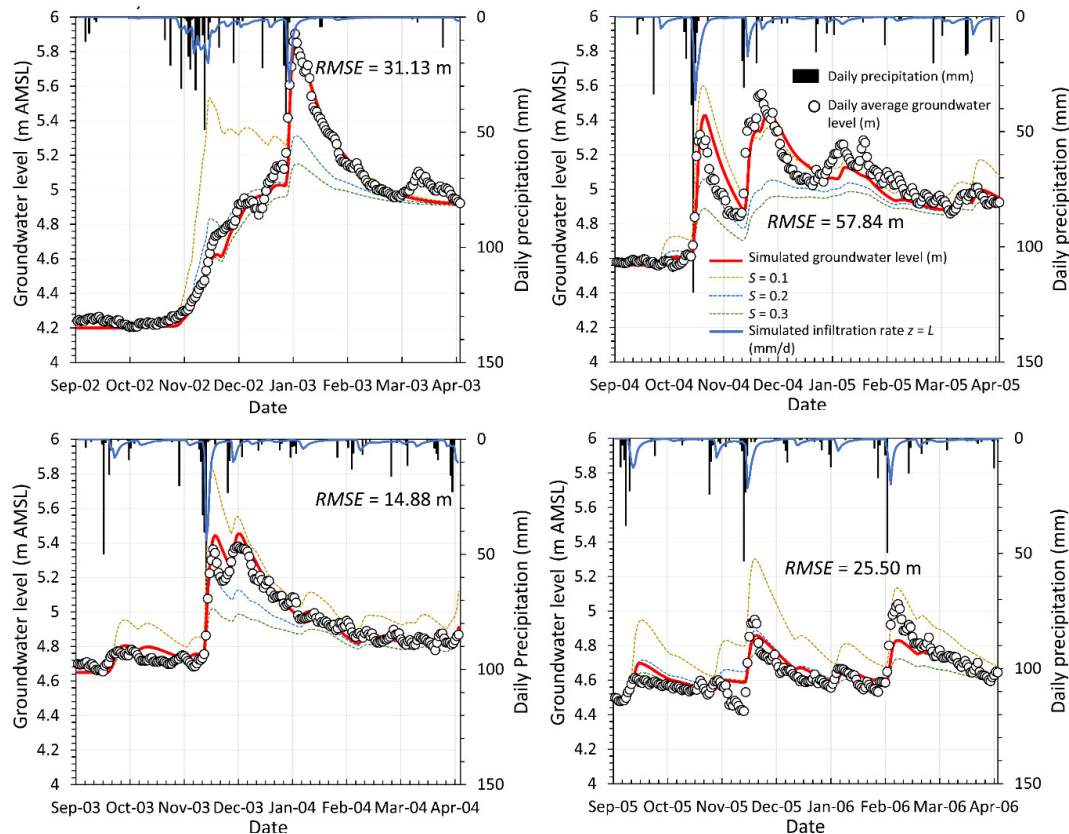 6
5.8
5.6
5.4
5.2
5
4.8
4.6
4.4
4.2
4
Groundwater level (m AMSL)
RMSE = 31.13 m
0
50
100
150
Daily precipitation (mm)
Sep-02 Oct-02 Nov-02 Dec-02 Jan-03 Feb-03 Mar-03 Apr-03
Date
6
5.8
5.6
5.4
5.2
5
4.8
4.6
4.4
4.2
4
Groundwater level (m AMSL)
Daily precipitation (mm)
Daily average groundwater
level (m)
RMSE = 57.84 m
Simulated groundwater level (m)
S = 0.1
S = 0.2
S = 0.3
Simulated infiltration rate z = L
(mm/d)
0
50
100
150
Daily precipitation (mm)
Sep-04 Oct-04 Nov-04 Dec-04 Jan-05 Feb-05 Mar-05 Apr-05
Date
6
5.8
5.6
5.4
5.2
5
4.8
4.6
4.4
4.2
4
Groundwater level (m AMSL)
RMSE = 14.88 m
0
50
100
150
Daily Precipitation (mm)
Sep-03 Oct-03 Nov-03 Dec-03 Jan-04 Feb-04 Mar-04 Apr-04
Date
6
5.8
5.6
5.4
5.2
5
4.8
4.6
4.4
4.2
4
Groundwater level (m AMSL)
RMSE = 25.50 m
0
50
100
150
Daily Precipitation (mm)
Sep-05 Oct-05 Nov-05 Dec-05 Jan-06 Feb-06 Mar-06 Apr-06
Date